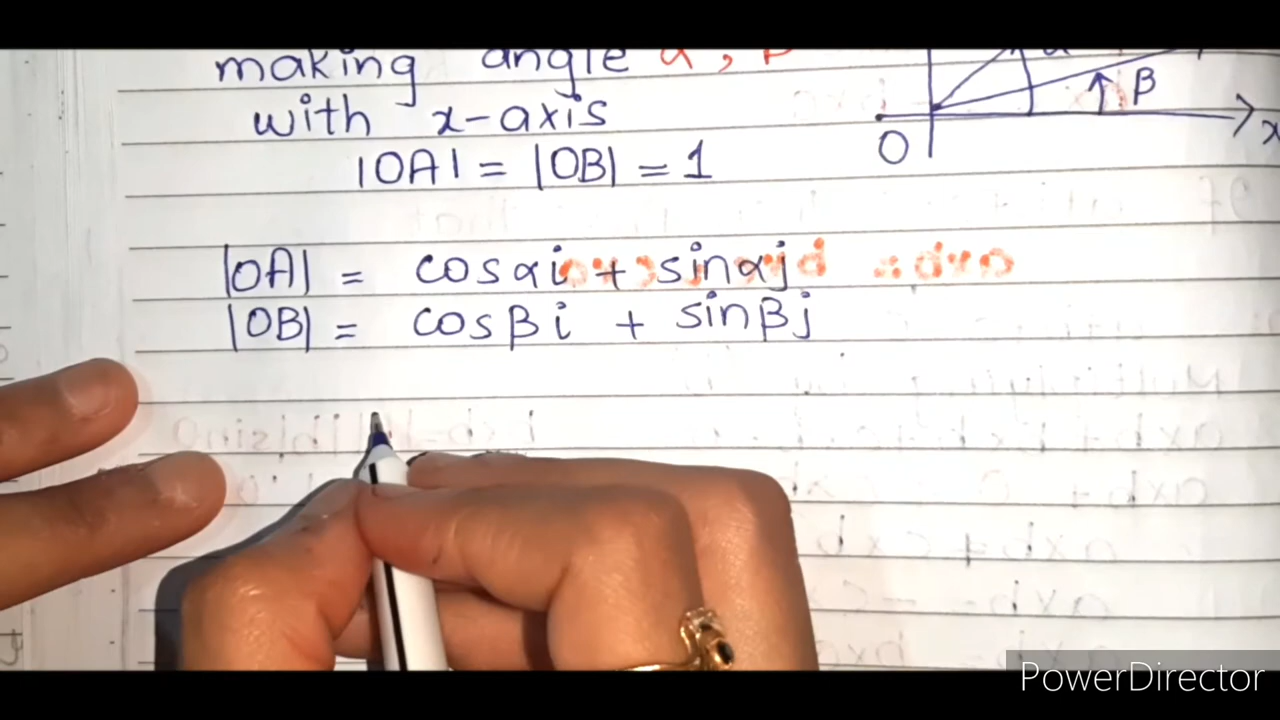 making angle α, β
with x-axis
|OA| = |OB| = 1
β
O
x
|OA| = cosαi + sinαj
|OB| = cosβi + sinβj
PowerDirector